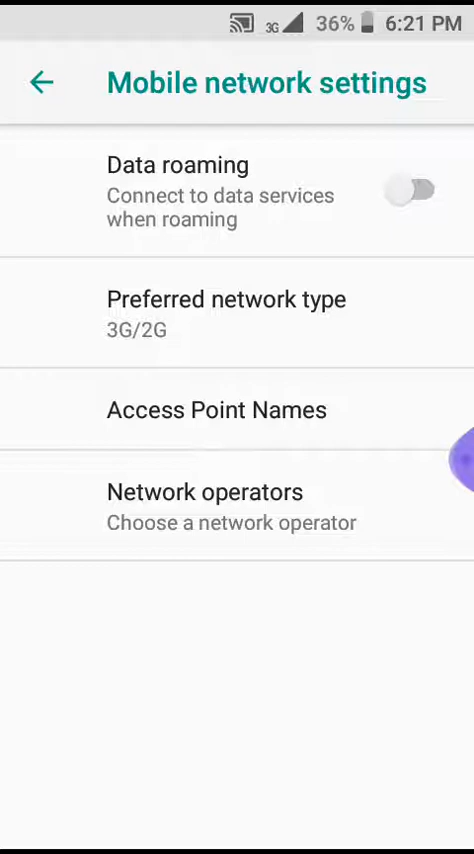 3G 36% 6:21 PM
Mobile network settings
Data roaming
Connect to data services
when roaming
Preferred network type
3G/2G
Access Point Names
Network operators
Choose a network operator